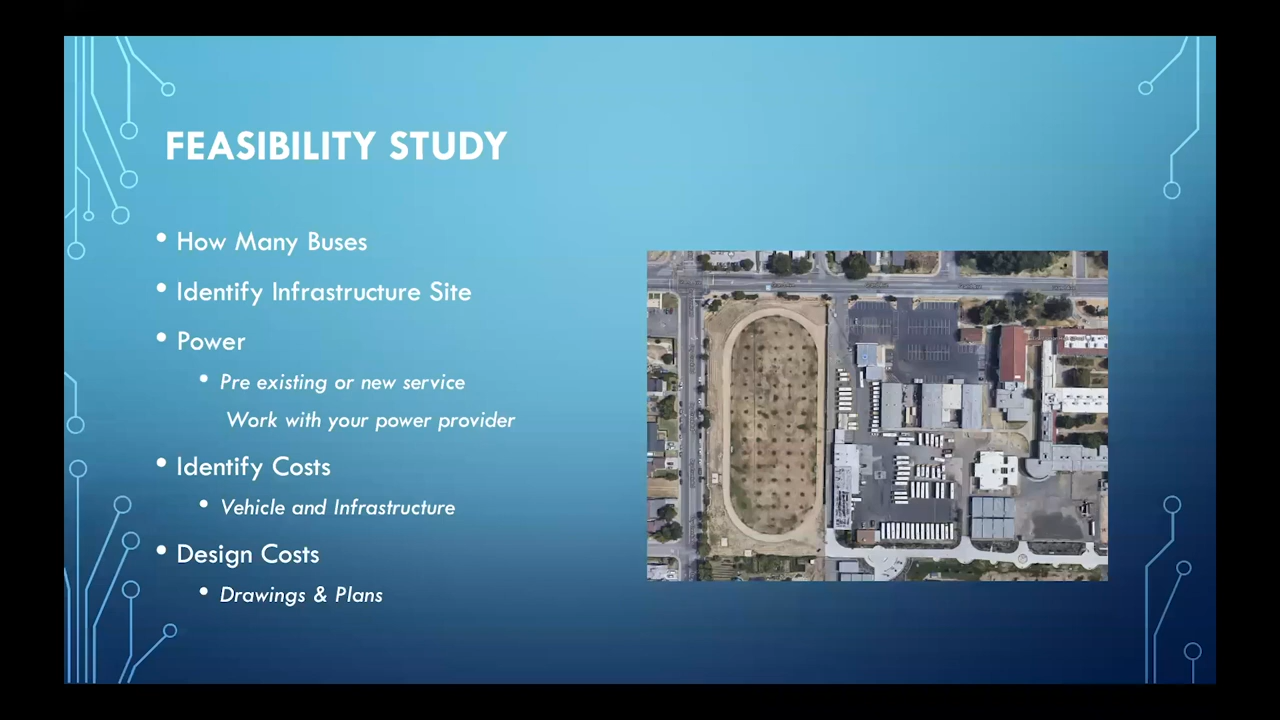 FEASIBILITY STUDY
• How Many Buses
• Identify Infrastructure Site
• Power
• Pre existing or new service
Work with your power provider
• Identify Costs
• Vehicle and Infrastructure
• Design Costs
• Drawings & Plans